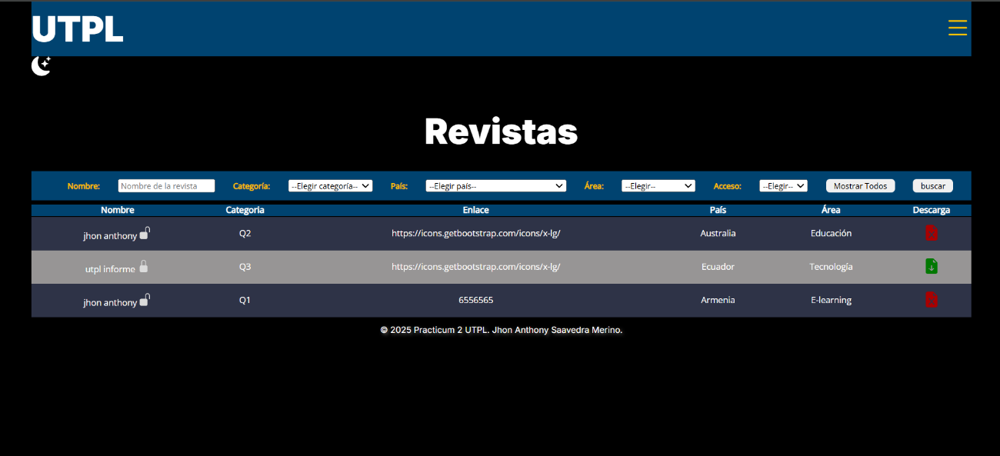 UTPL
Revistas
Nombre: Nombre de la revista Categoría: --Elegir categoría-- País: --Elegir país-- Área: --Elegir-- Acceso: --Elegir-- Mostrar Todos buscar
Nombre Categoria Enlace País Área Descarga
jhon anthony Q2 https://icons.getbootstrap.com/icons/x-lg/ Australia Educación
utpl informe Q3 https://icons.getbootstrap.com/icons/x-lg/ Ecuador Tecnología
jhon anthony Q1 6556565 Armenia E-learning
© 2025 Practicum 2 UTPL. Jhon Anthony Saavedra Merino.